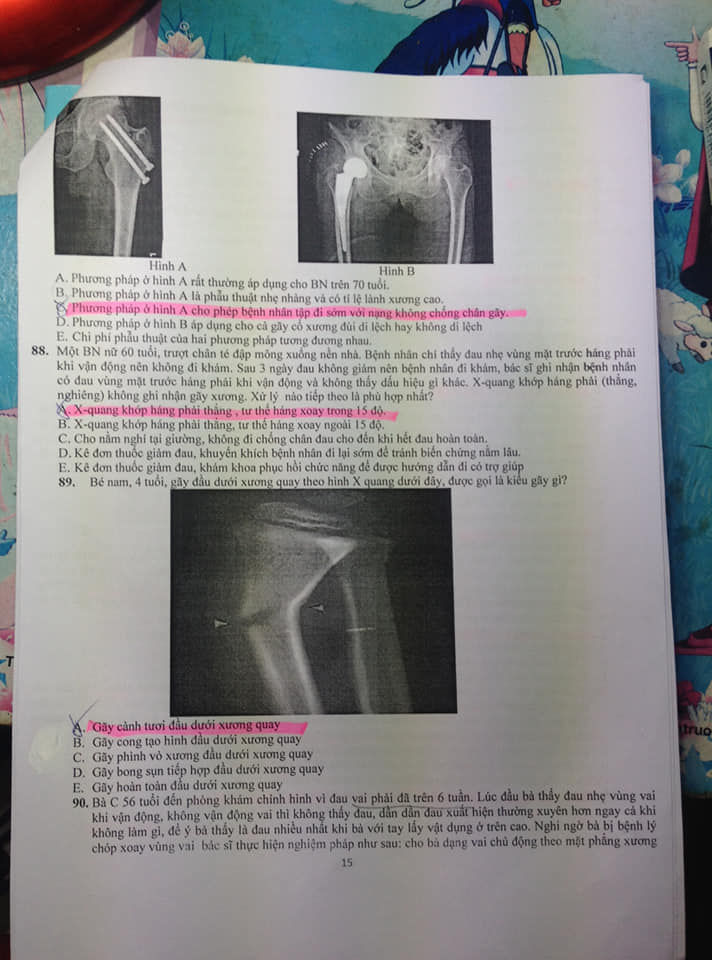 Hình A
Hình B
A. Phương pháp ở hình A rất thường áp dụng cho BN trên 70 tuổi.
B. Phương pháp ở hình A là phẫu thuật nhẹ nhàng và có tỉ lệ lành xương cao.
C. Phương pháp ở hình A cho phép bệnh nhân tập đi sớm với nạng không chống chân gãy.
D. Phương pháp ở hình B áp dụng cho cả gãy cổ xương đùi di lệch hay không di lệch
E. Chi phí phẫu thuật của hai phương pháp tương đương nhau.
88. Một BN nữ 60 tuổi, trượt chân té đập mông xuống nền nhà. Bệnh nhân chỉ thấy đau nhẹ vùng mặt trước háng phải
khi vận động nên không đi khám. Sau 3 ngày đau không giảm nên bệnh nhân đi khám, bác sĩ ghi nhận bệnh nhân
có đau vùng mặt trước háng phải khi vận động và không thấy dấu hiệu gì khác. X-quang khớp háng phải (thẳng,
nghiêng) không ghi nhận gãy xương. Xử lý nào tiếp theo là phù hợp nhất?
A. X-quang khớp háng phải thẳng , tư thế háng xoay trong 15 độ.
B. X-quang khớp háng phải thẳng, tư thế háng xoay ngoài 15 độ.
C. Cho nằm nghỉ tại giường, không đi chống chân đau cho đến khi hết đau hoàn toàn.
D. Kê đơn thuốc giảm đau, khuyến khích bệnh nhân đi lại sớm để tránh biến chứng nằm lâu.
E. Kê đơn thuốc giảm đau, khám khoa phục hồi chức năng để được hướng dẫn đi có trợ giúp
89. Bé nam, 4 tuổi, gãy đầu dưới xương quay theo hình X quang dưới đây, được gọi là kiểu gãy gì?
A. Gãy cành tươi đầu dưới xương quay
B. Gãy cong tạo hình đầu dưới xương quay
C. Gãy phình vỏ xương đầu dưới xương quay
D. Gãy bong sụn tiếp hợp đầu dưới xương quay
E. Gãy hoàn toàn đầu dưới xương quay
90. Bà C 56 tuổi đến phòng khám chỉnh hình vì đau vai phải đã trên 6 tuần. Lúc đầu bà thấy đau nhẹ vùng vai
khi vận động, không vận động vai thì không thấy đau, dần dần đau xuất hiện thường xuyên hơn ngay cả khi
không làm gì, để ý bà thấy là đau nhiều nhất khi bà với tay lấy vật dụng ở trên cao. Nghi ngờ bà bị bệnh lý
chóp xoay vùng vai bác sĩ thực hiện nghiệm pháp như sau: cho bà dạng vai chủ động theo mặt phẳng xương
15